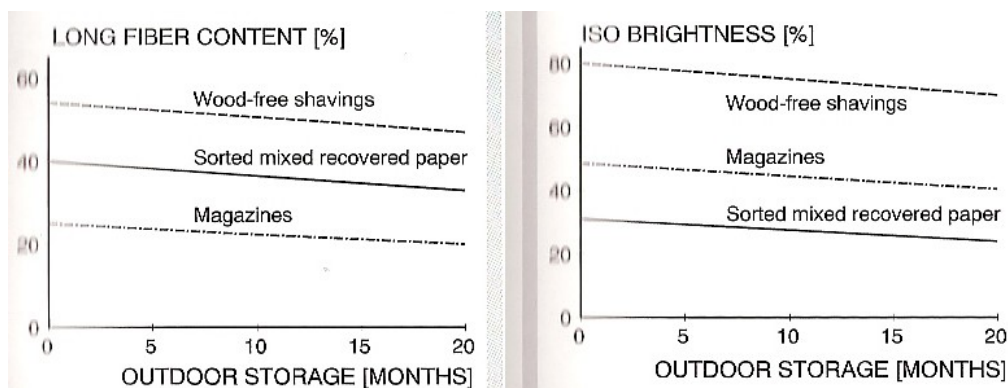 LONG FIBER CONTENT [%]
60
Wood-free shavings
40
Sorted mixed recovered paper
Magazines
20
0
0 5 10 15 20
OUTDOOR STORAGE [MONTHS]
ISO BRIGHTNESS [%]
80
Wood-free shavings
60
Magazines
40
Sorted mixed recovered paper
20
0
0 5 10 15 20
OUTDOOR STORAGE [MONTHS]